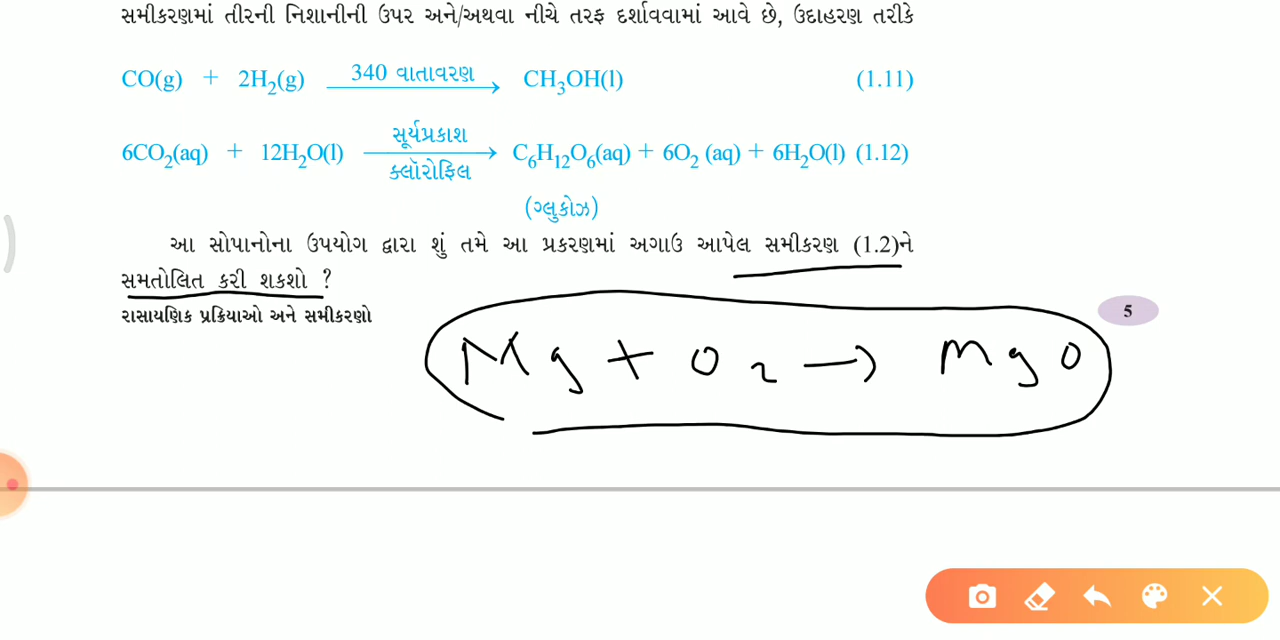 સમીકરણમાં તીરની નિશાનીની ઉપર અને/અથવા નીચે તરફ દર્શાવવામાં આવે છે, ઉદાહરણ તરીકે
CO(g) + 2H₂(g) 340 વાતાવરણ → CH₃OH(l) (1.11)
6CO₂(aq) + 12H₂O(l) સૂર્યપ્રકાશ → ક્લૉરોફિલ C₆H₁₂O₆(aq) + 6O₂ (aq) + 6H₂O(l) (1.12)
(ગ્લુકોઝ)
આ સોપાનોના ઉપયોગ દ્વારા શું તમે આ પ્રકરણમાં અગાઉ આપેલ સમીકરણ (1.2)ને
સમતોલિત કરી શકશો ?
રાસાયણિક પ્રક્રિયાઓ અને સમીકરણો 5
Mg + O₂ → MgO